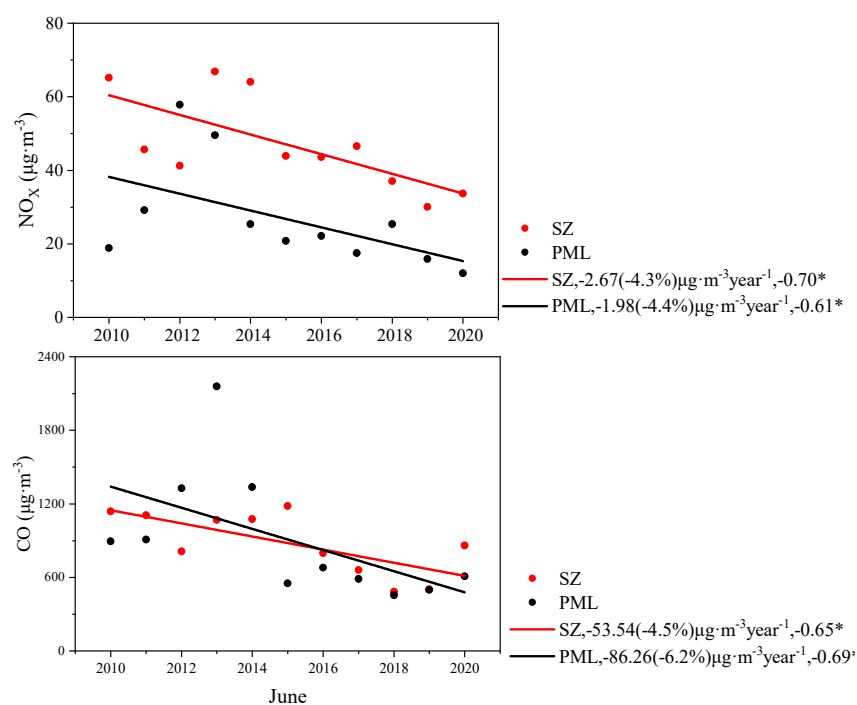 80
60
40
20
0
NOX (μg·m-3)
2010 2012 2014 2016 2018 2020
SZ
PML
SZ,-2.67(-4.3%)μg·m-3year-1,-0.70*
PML,-1.98(-4.4%)μg·m-3year-1,-0.61*
2400
1800
1200
600
0
CO (μg·m-3)
2010 2012 2014 2016 2018 2020
June
SZ
PML
SZ,-53.54(-4.5%)μg·m-3year-1,-0.65*
PML,-86.26(-6.2%)μg·m-3year-1,-0.69*